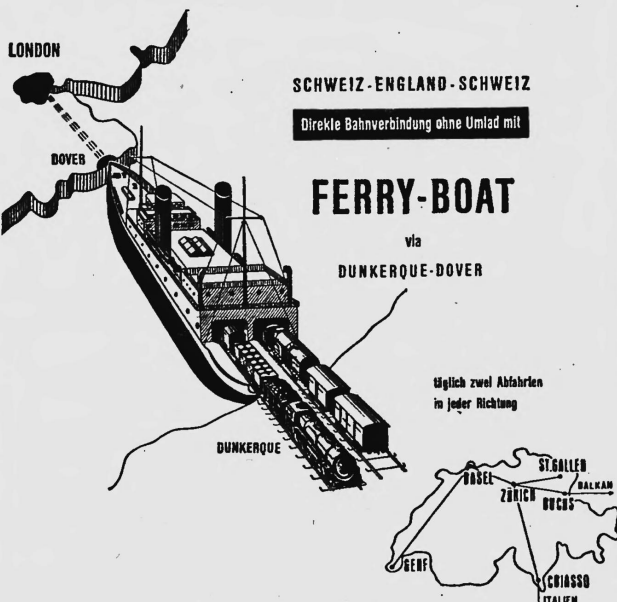 LONDON
DOVER
SCHWEIZ-ENGLAND-SCHWEIZ
Direkte Bahnverbindung ohne Umlad mit
FERRY-BOAT
via
DUNKERQUE-DOVER
täglich zwei Abfahrten
in jeder Richtung
DUNKERQUE
BASEL
ST.GALLEN
ZÜRICH
BUCHS
BALKAN
GENF
CHIASSO
ITALIEN